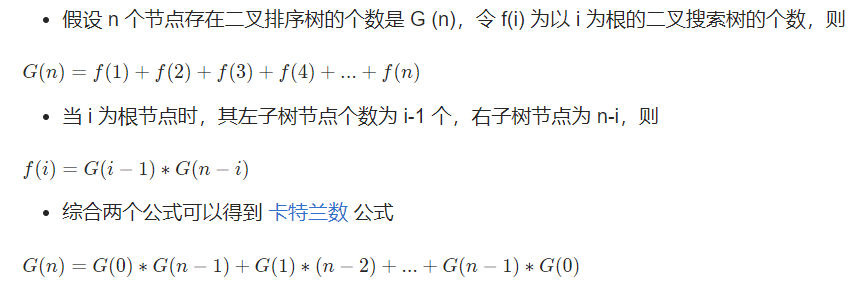 • 假设 n 个节点存在二叉排序树的个数是 G (n)，令 f(i) 为以 i 为根的二叉搜索树的个数，则
G(n) = f(1) + f(2) + f(3) + f(4) + ... + f(n)
• 当 i 为根节点时，其左子树节点个数为 i-1 个，右子树节点为 n-i，则
f(i) = G(i − 1) ∗ G(n − i)
• 综合两个公式可以得到 卡特兰数 公式
G(n) = G(0) ∗ G(n − 1) + G(1) ∗ (n − 2) + ... + G(n − 1) ∗ G(0)